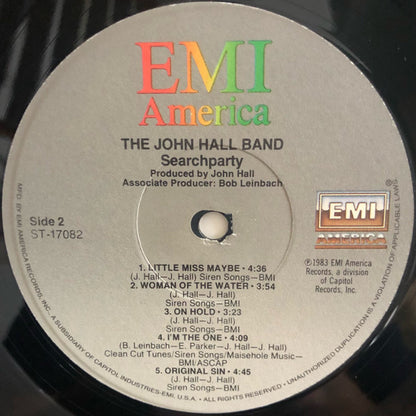 EMI
America
THE JOHN HALL BAND
Searchparty
Produced by John Hall
Associate Producer: Bob Leinbach
Side 2
ST-17082
EMI
AMERICA
℗1983 EMI America
Records, a division
of Capitol
Records, Inc.
1. LITTLE MISS MAYBE • 4:36
(J. Hall—J. Hall) Siren Songs—BMI
2. WOMAN OF THE WATER • 3:54
(J. Hall—J. Hall)
Siren Songs—BMI
3. ON HOLD • 3:23
(J. Hall—J. Hall)
Siren Songs—BMI
4. I'M THE ONE • 4:09
(B. Leinbach—E. Parker—J. Hall—J. Hall)
Clean Cut Tunes/Siren Songs/Maisehole Music—
BMI/ASCAP
5. ORIGINAL SIN • 4:45
(J. Hall—J. Hall)
Siren Songs—BMI
MFD. BY EMI AMERICA RECORDS, INC. A SUBSIDIARY OF CAPITOL INDUSTRIES-EMI, U.S.A. • ALL RIGHTS RESERVED • UNAUTHORIZED DUPLICATION IS A VIOLATION OF APPLICABLE LAWS